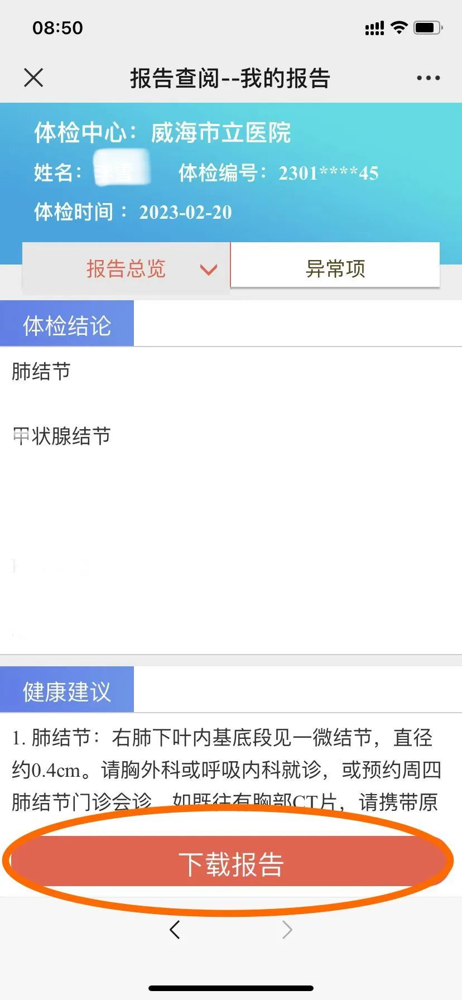 08:50
报告查阅--我的报告
体检中心：威海市立医院
姓名： 体检编号：2301****45
体检时间：2023-02-20
报告总览 异常项
体检结论
肺结节
甲状腺结节
健康建议
1. 肺结节：右肺下叶内基底段见一微结节，直径
约0.4cm。请胸外科或呼吸内科就诊，或预约周四
肺结节门诊会诊，如既往有胸部CT片，请携带原
下载报告